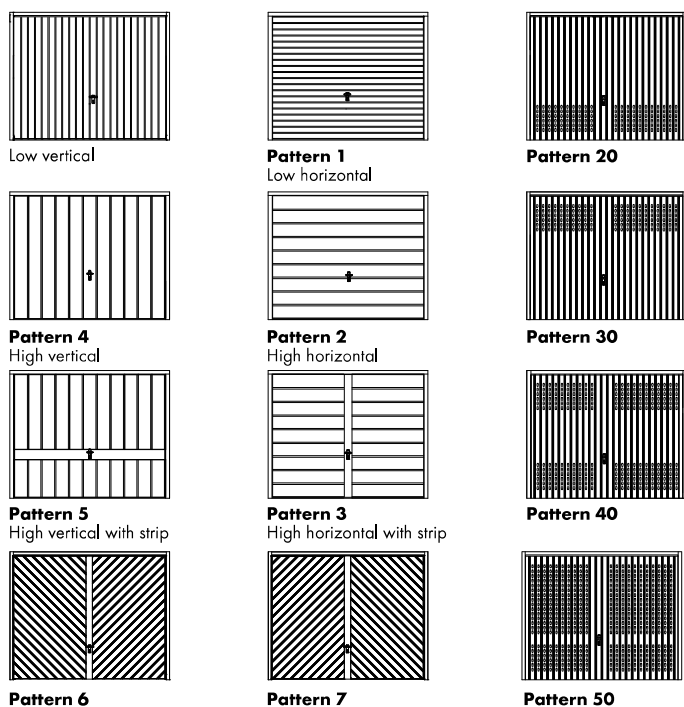 Low vertical
Pattern 1
Low horizontal
Pattern 20
Pattern 4
High vertical
Pattern 2
High horizontal
Pattern 30
Pattern 5
High vertical with strip
Pattern 3
High horizontal with strip
Pattern 40
Pattern 6
Pattern 7
Pattern 50